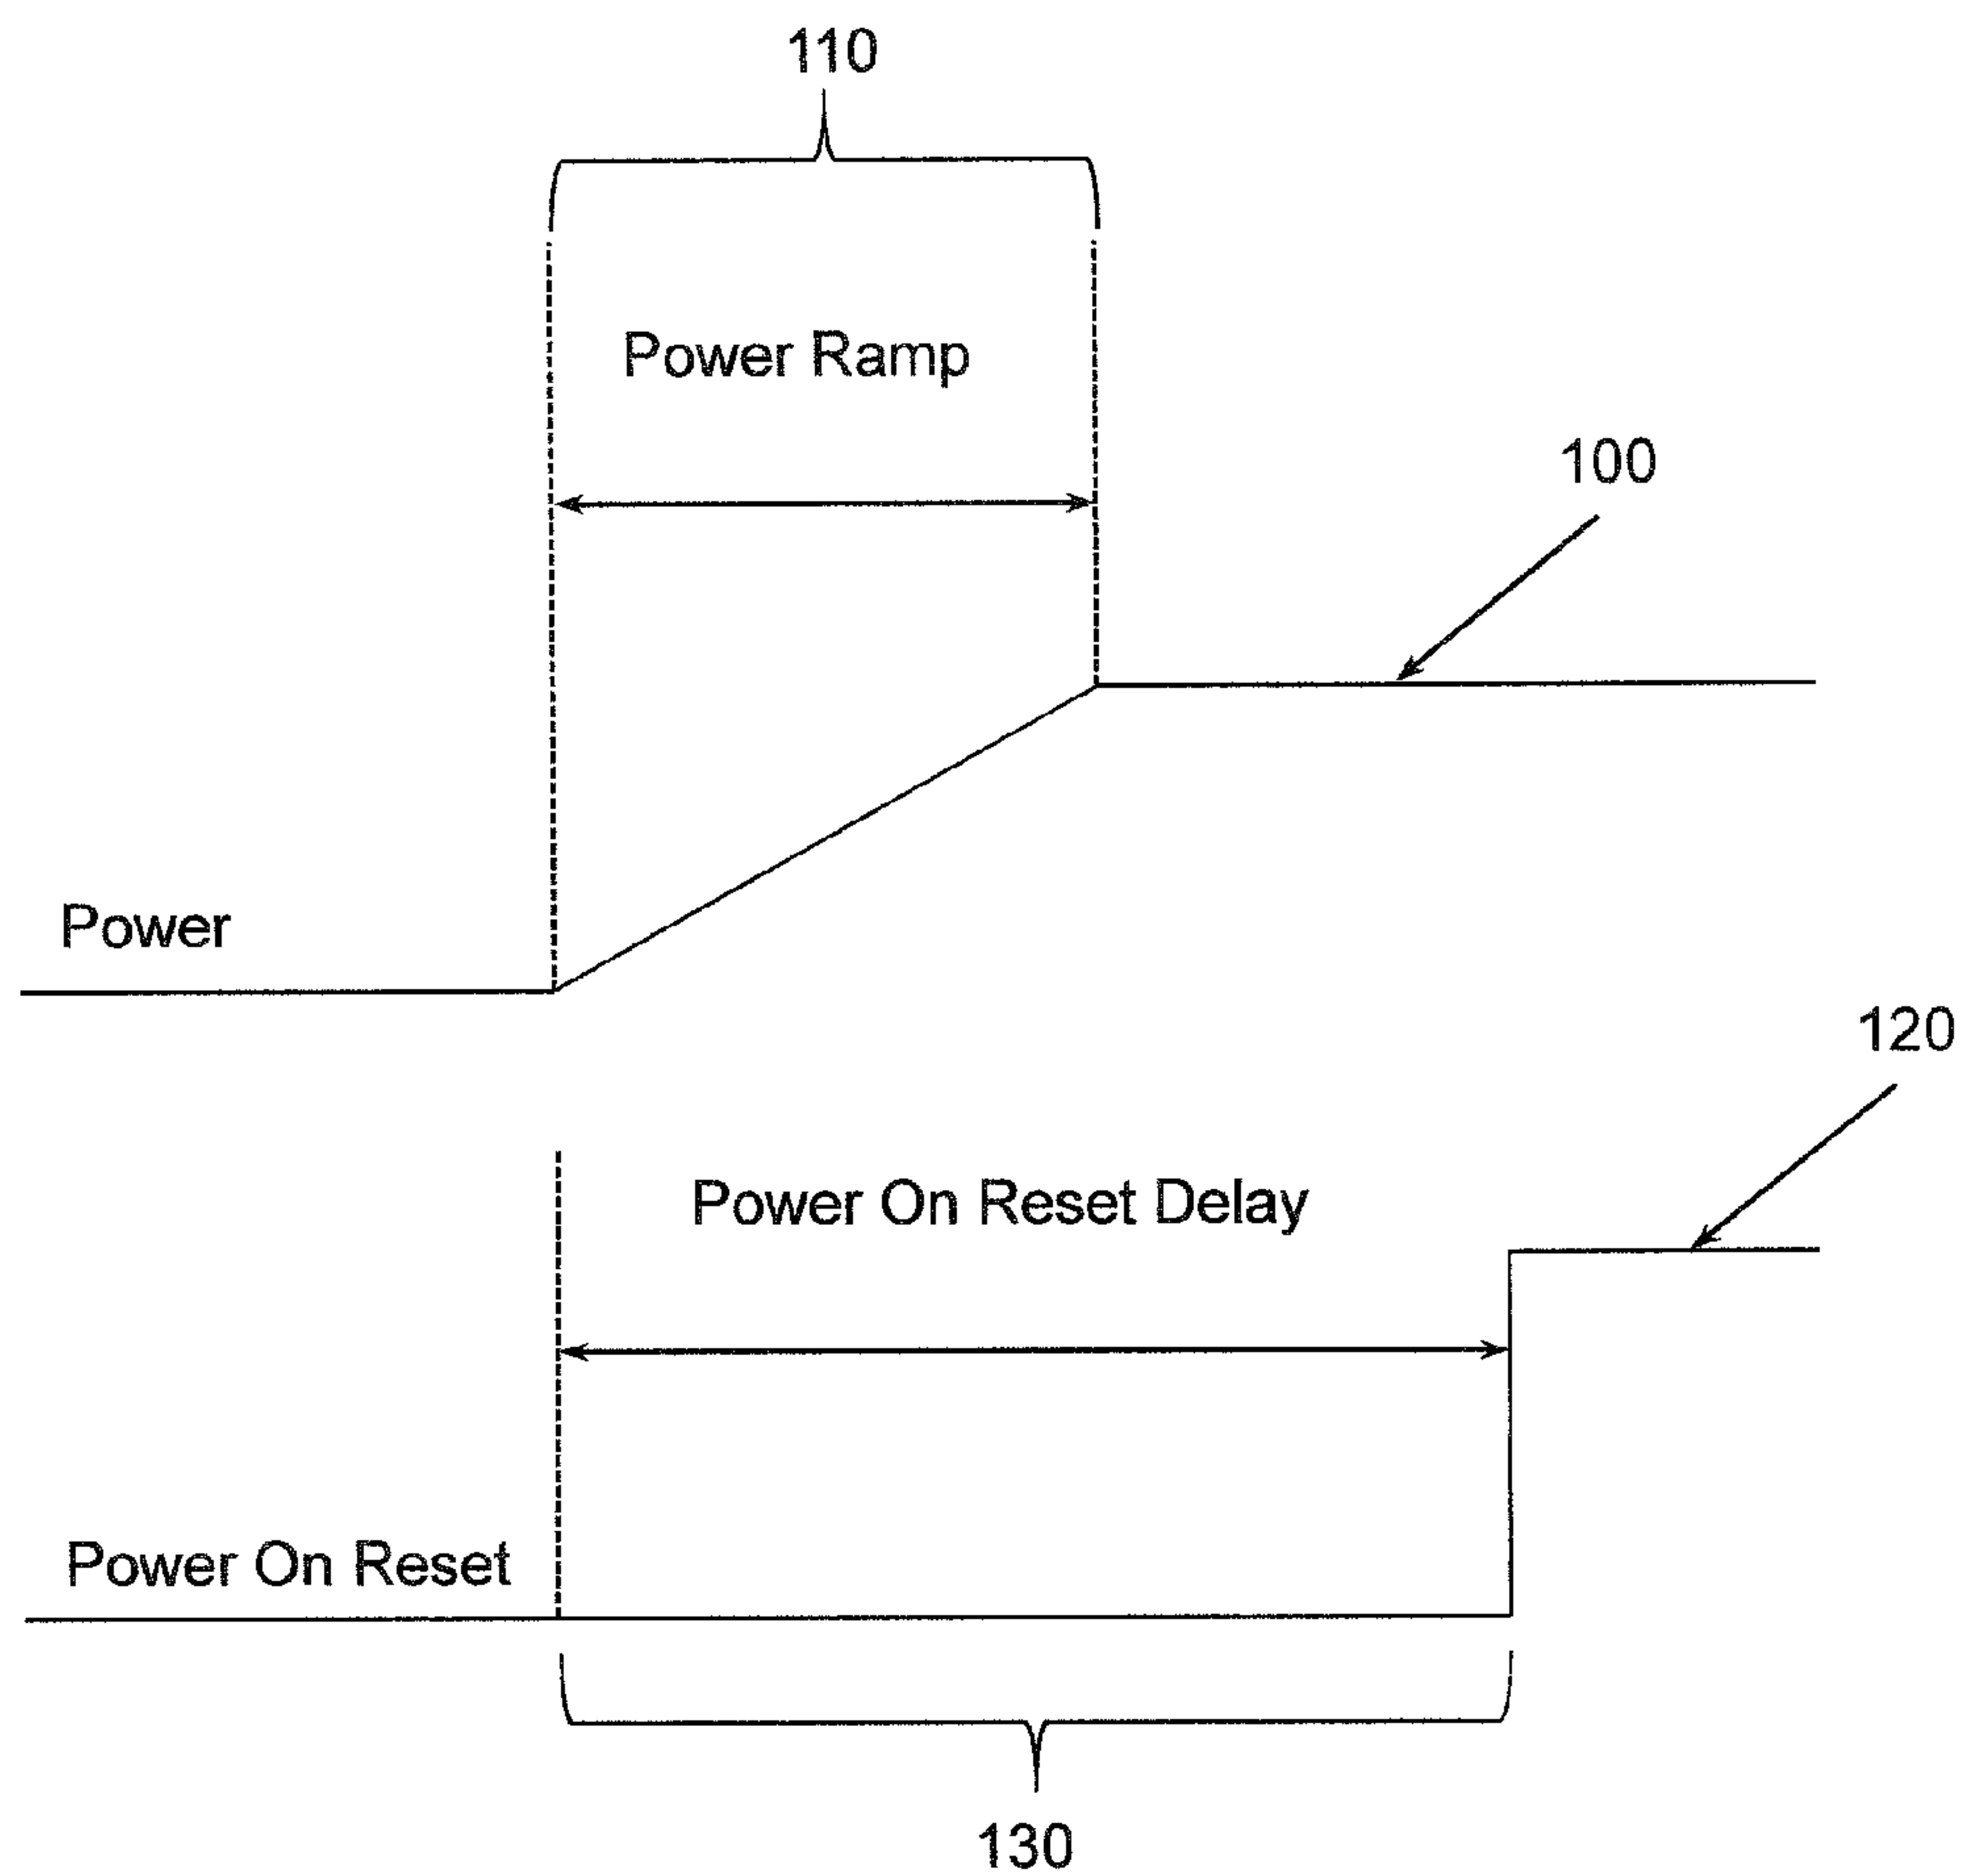 110
Power Ramp
100
Power
120
Power On Reset Delay
Power On Reset
130